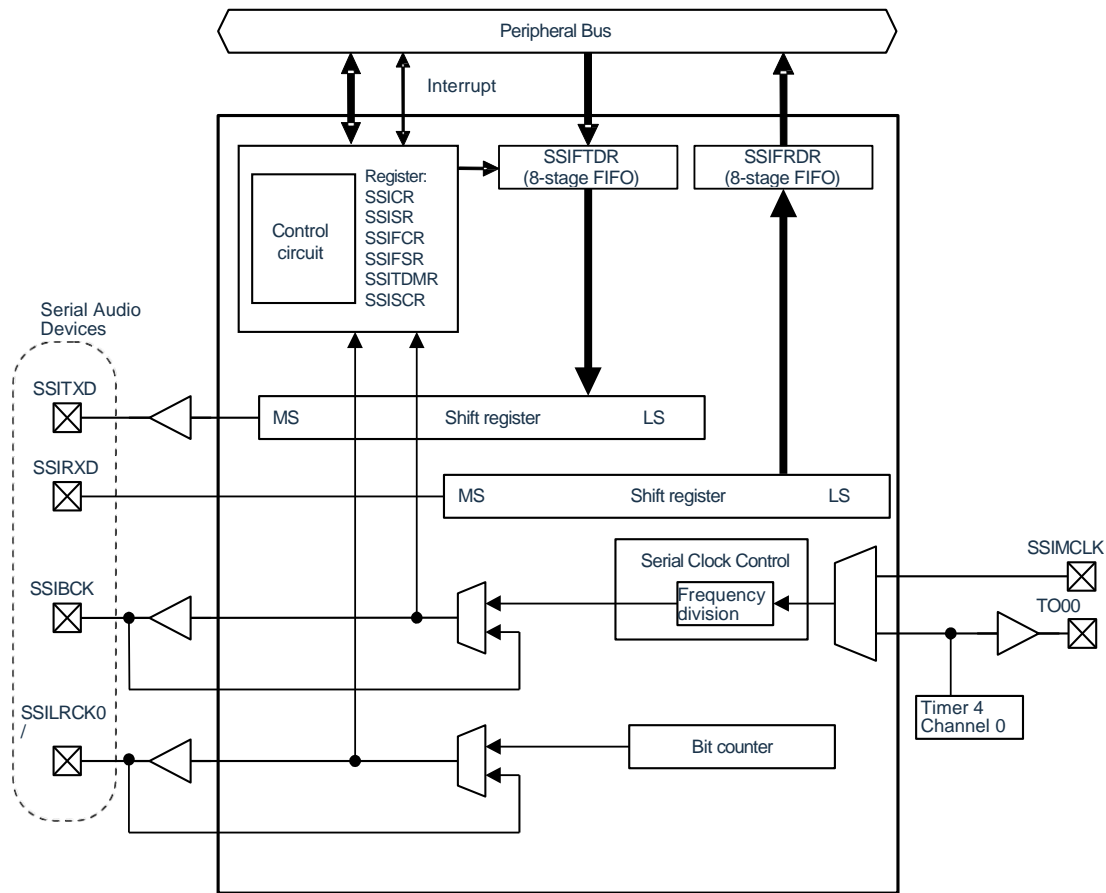 Peripheral Bus
Interrupt
SSIFTDR
(8-stage FIFO)
SSIFRDR
(8-stage FIFO)
Register:
SSICR
SSISR
SSIFCR
SSIFSR
SSITDMR
SSISCR
Control
circuit
Serial Audio
Devices
SSITXD
MS Shift register LS
SSIRXD
MS Shift register LS
SSIMCLK
Serial Clock Control
SSIBCK
Frequency
division
TO00
SSILRCK0
/
Timer 4
Channel 0
Bit counter